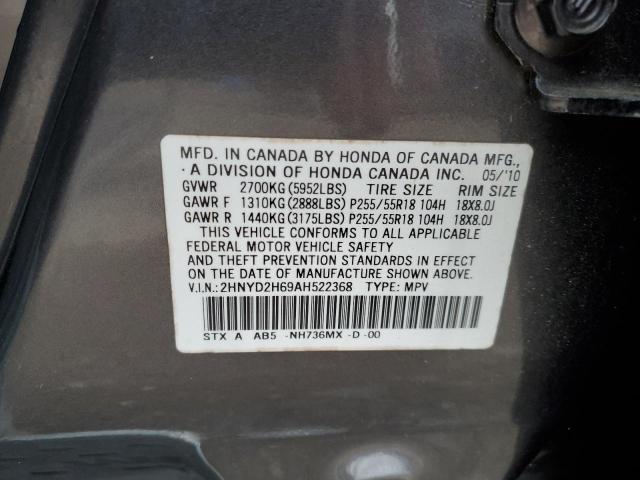 MFD. IN CANADA BY HONDA OF CANADA MFG.,
A DIVISION OF HONDA CANADA INC. 05/'10
GVWR 2700KG(5952LBS) TIRE SIZE RIM SIZE
GAWR F 1310KG(2888LBS)P255/55R18 104H 18X8.0J
GAWR R 1440KG(3175LBS)P255/55R18 104H 18X8.0J
THIS VEHICLE CONFORMS TO ALL APPLICABLE
FEDERAL MOTOR VEHICLE SAFETY
AND THEFT PREVENTION STANDARDS IN EFFECT
ON THE DATE OF MANUFACTURE SHOWN ABOVE.
V.I.N.:2HNYD2H69AH522368 TYPE: MPV
STX A AB5 -NH736MX -D -00